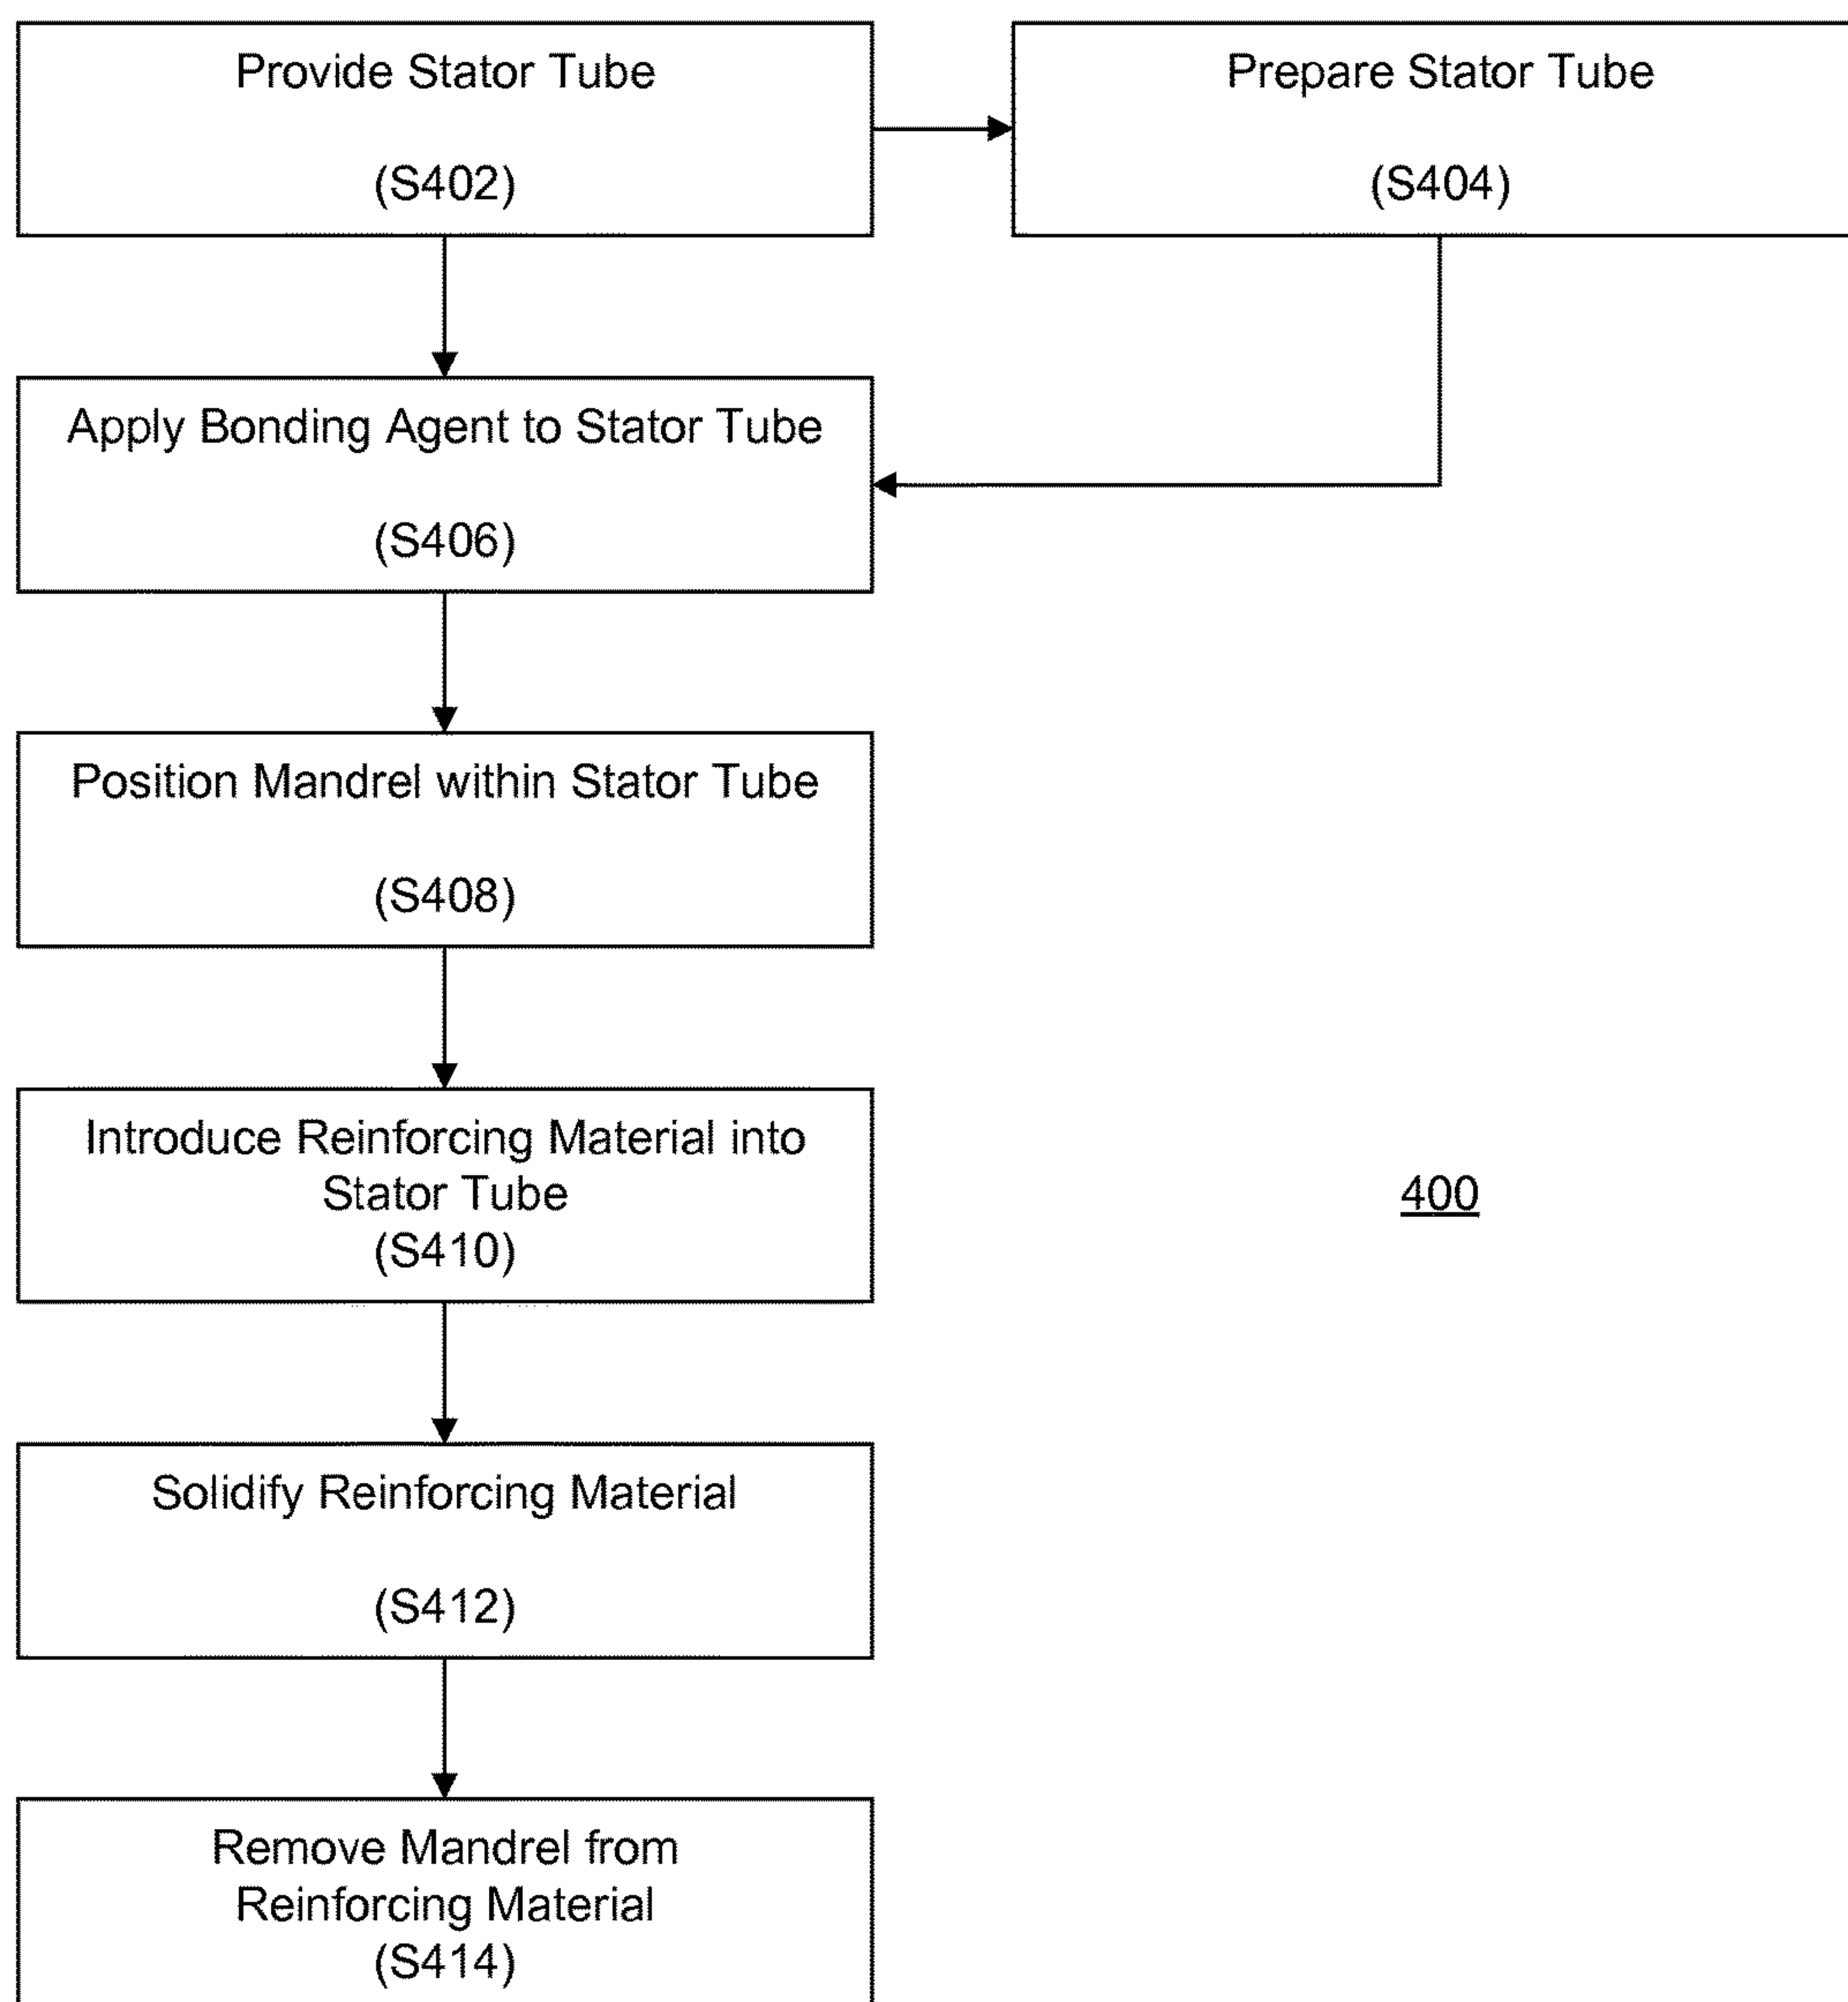 Provide Stator Tube
(S402)
Prepare Stator Tube
(S404)
Apply Bonding Agent to Stator Tube
(S406)
Position Mandrel within Stator Tube
(S408)
Introduce Reinforcing Material into
Stator Tube
(S410)
400
Solidify Reinforcing Material
(S412)
Remove Mandrel from
Reinforcing Material
(S414)